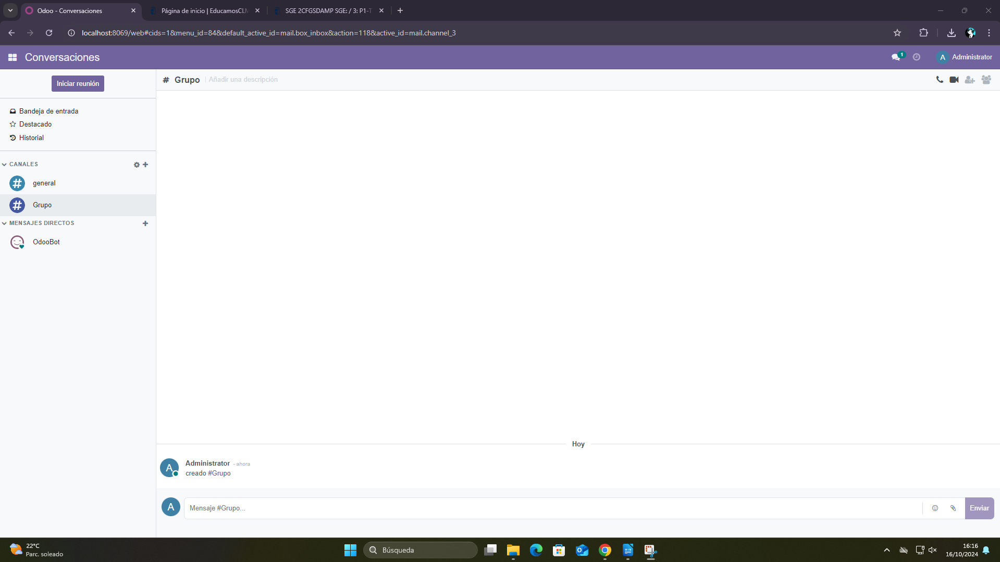 Odoo - Conversaciones
Página de inicio | EducamosCLM
SGE 2CFGSDAMP SGE: / 3: P1-T
localhost:8069/web#cids=1&menu_id=84&default_active_id=mail.box_inbox&action=118&active_id=mail.channel_3
Conversaciones
1
A
Administrator
Iniciar reunión
# Grupo
Añadir una descripción
Bandeja de entrada
Destacado
Historial
CANALES
# general
# Grupo
MENSAJES DIRECTOS
OdooBot
Hoy
A
Administrator - ahora
creado #Grupo
A
Mensaje #Grupo...
Enviar
22°C
Parc. soleado
Búsqueda
16:16
16/10/2024